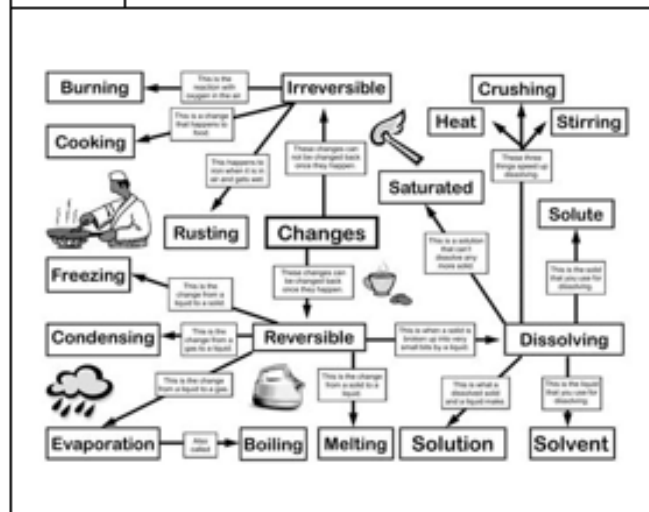 Burning
This is the
reaction with
oxygen in the air.
Irreversible
Crushing
Heat
Stirring
This is a change
that happens to
food.
Cooking
These changes can
not be changed back
once they happen.
These three
things speed up
dissolving.
This happens to
iron when it is in
air and gets wet.
Saturated
Solute
Rusting
Changes
This is a solution
that can't
dissolve any
more solid.
Freezing
This is the
change from a
liquid to a solid.
These changes can
be changed back
once they happen.
This is the solid
that you use for
dissolving.
Condensing
This is the
change from a
gas to a liquid.
Reversible
This is when a solid is
broken up into very
small bits by a liquid.
Dissolving
This is the change
from a liquid to a gas.
This is the change
from a solid to a
liquid.
This is what a
dissolved solid
and a liquid make.
This is the liquid
that you use for
dissolving.
Evaporation
Also
called
Boiling
Melting
Solution
Solvent